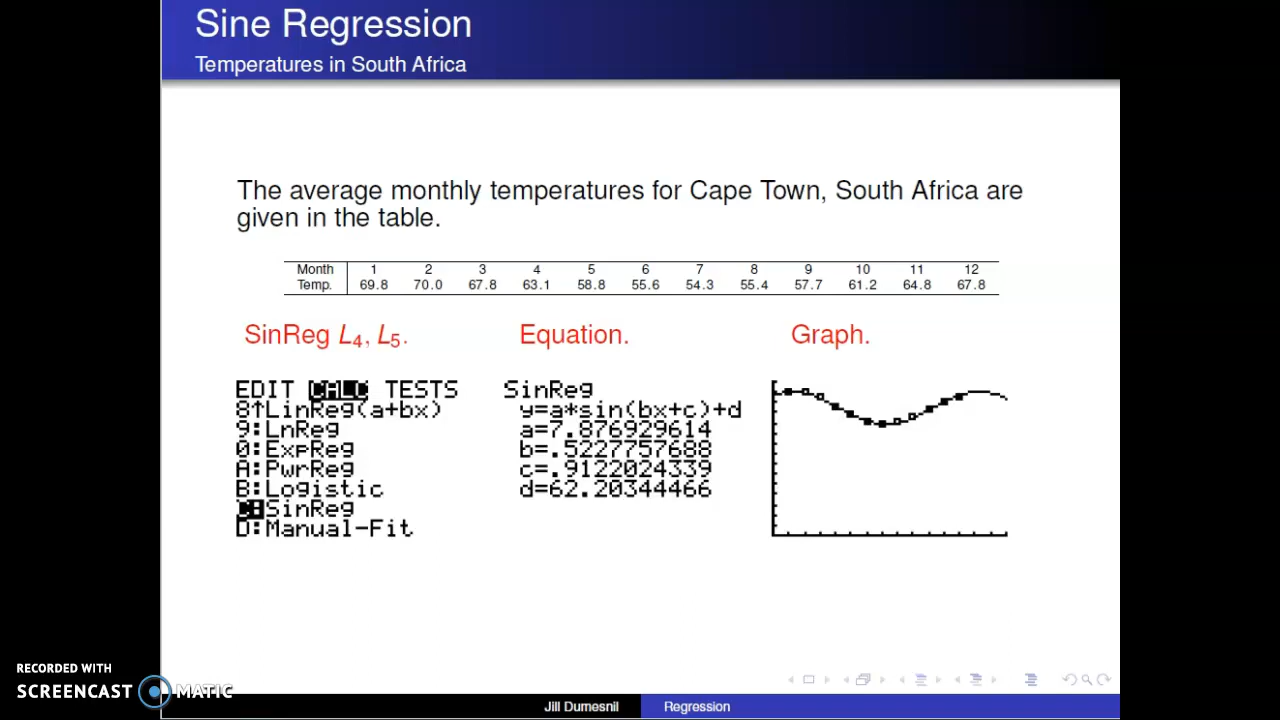 Sine Regression
Temperatures in South Africa
The average monthly temperatures for Cape Town, South Africa are
given in the table.
Month 1 2 3 4 5 6 7 8 9 10 11 12
Temp. 69.8 70.0 67.8 63.1 58.8 55.6 54.3 55.4 57.7 61.2 64.8 67.8
SinReg L4, L5. Equation. Graph.
EDIT CALC TESTS
8↑LinReg(a+bx)
9:LnReg
0:ExpReg
A:PwrReg
B:Logistic
C:SinReg
D:Manual-Fit
SinReg
y=a*sin(bx+c)+d
a=7.876929614
b=.5227757688
c=.9122024339
d=62.20344466
RECORDED WITH
SCREENCAST MATIC
Jill Dumesnil Regression